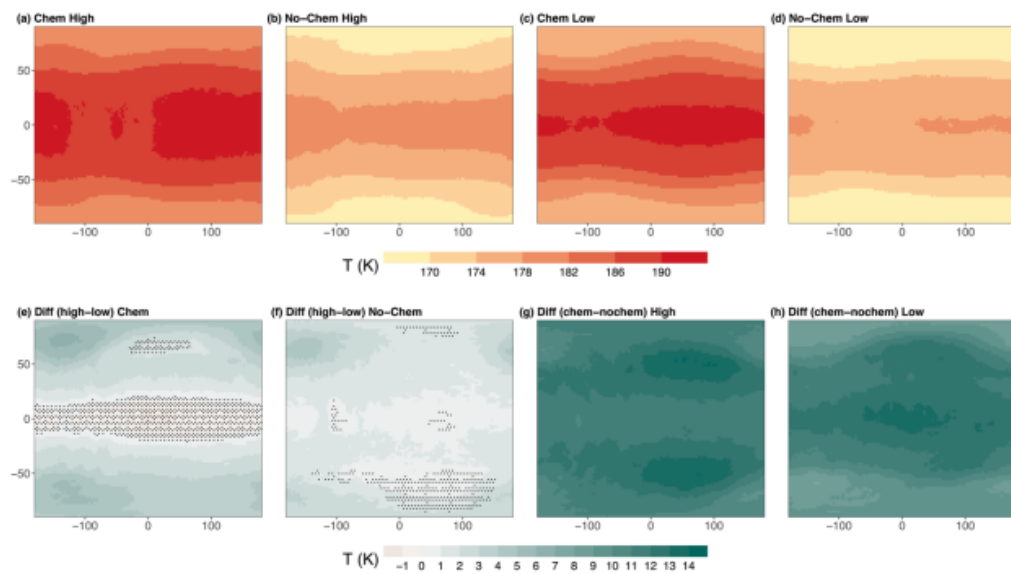 (a) Chem High
(b) No−Chem High
(c) Chem Low
(d) No−Chem Low
50
0
−50
−100 0 100
−100 0 100
−100 0 100
−100 0 100
T (K)
170 174 178 182 186 190
(e) Diff (high−low) Chem
(f) Diff (high−low) No−Chem
(g) Diff (chem−nochem) High
(h) Diff (chem−nochem) Low
50
0
−50
−100 0 100
−100 0 100
−100 0 100
−100 0 100
T (K)
−1 0 1 2 3 4 5 6 7 8 9 10 11 12 13 14